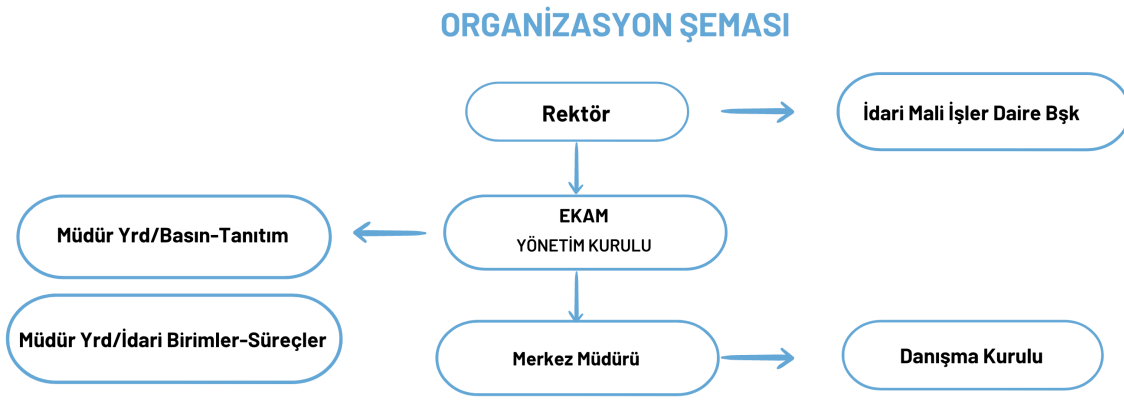 ORGANİZASYON ŞEMASI
Rektör
İdari Mali İşler Daire Bşk
EKAM
YÖNETİM KURULU
Müdür Yrd/Basın-Tanıtım
Müdür Yrd/İdari Birimler-Süreçler
Merkez Müdürü
Danışma Kurulu